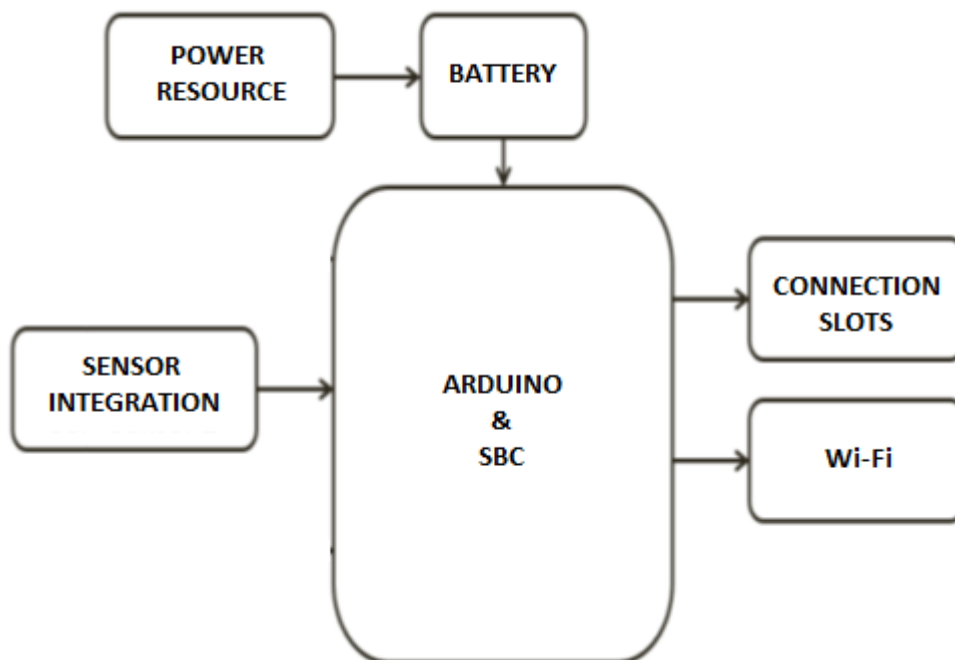 POWER
RESOURCE
BATTERY
CONNECTION
SLOTS
SENSOR
INTEGRATION
ARDUINO
&
SBC
Wi-Fi